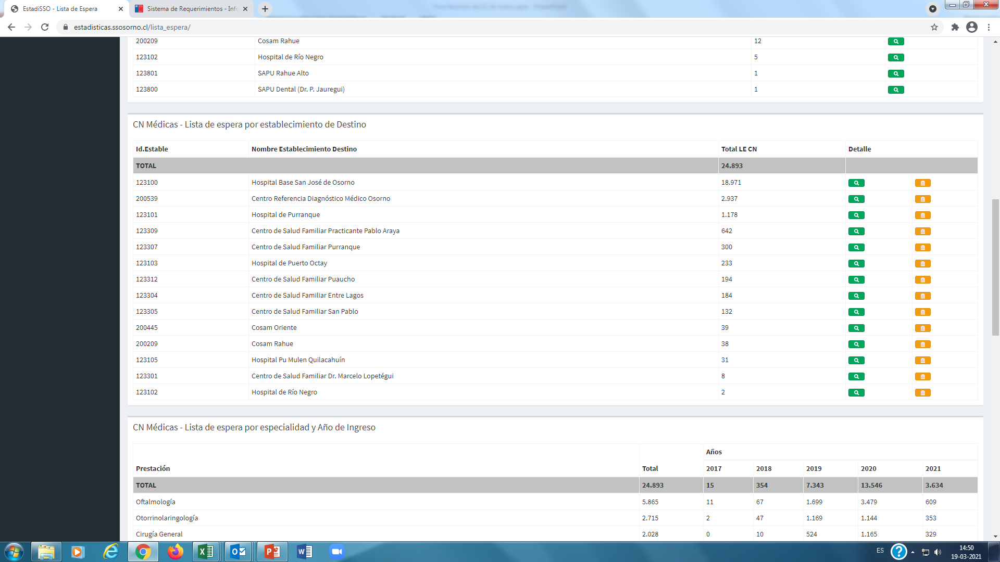 EstadiSSO - Lista de Espera
Sistema de Requerimientos - Info
estadisticas.ssosorno.cl/lista_espera/
200209 Cosam Rahue 12
123102 Hospital de Río Negro 5
123801 SAPU Rahue Alto 1
123800 SAPU Dental (Dr. P. Jauregui) 1
CN Médicas - Lista de espera por establecimiento de Destino
Id.Estable Nombre Establecimiento Destino Total LE CN Detalle
TOTAL 24.893
123100 Hospital Base San José de Osorno 18.971
200539 Centro Referencia Diagnóstico Médico Osorno 2.937
123101 Hospital de Purranque 1.178
123309 Centro de Salud Familiar Practicante Pablo Araya 642
123307 Centro de Salud Familiar Purranque 300
123103 Hospital de Puerto Octay 233
123312 Centro de Salud Familiar Puaucho 194
123304 Centro de Salud Familiar Entre Lagos 184
123305 Centro de Salud Familiar San Pablo 132
200445 Cosam Oriente 39
200209 Cosam Rahue 38
123105 Hospital Pu Mulen Quilacahuín 31
123301 Centro de Salud Familiar Dr. Marcelo Lopetégui 8
123102 Hospital de Río Negro 2
CN Médicas - Lista de espera por especialidad y Año de Ingreso
Años
Prestación Total 2017 2018 2019 2020 2021
TOTAL 24.893 15 354 7.343 13.546 3.634
Oftalmología 5.865 11 67 1.699 3.479 609
Otorrinolaringología 2.715 2 47 1.169 1.144 353
Cirugía General 2.028 0 10 524 1.165 329
ES
14:50
19-03-2021